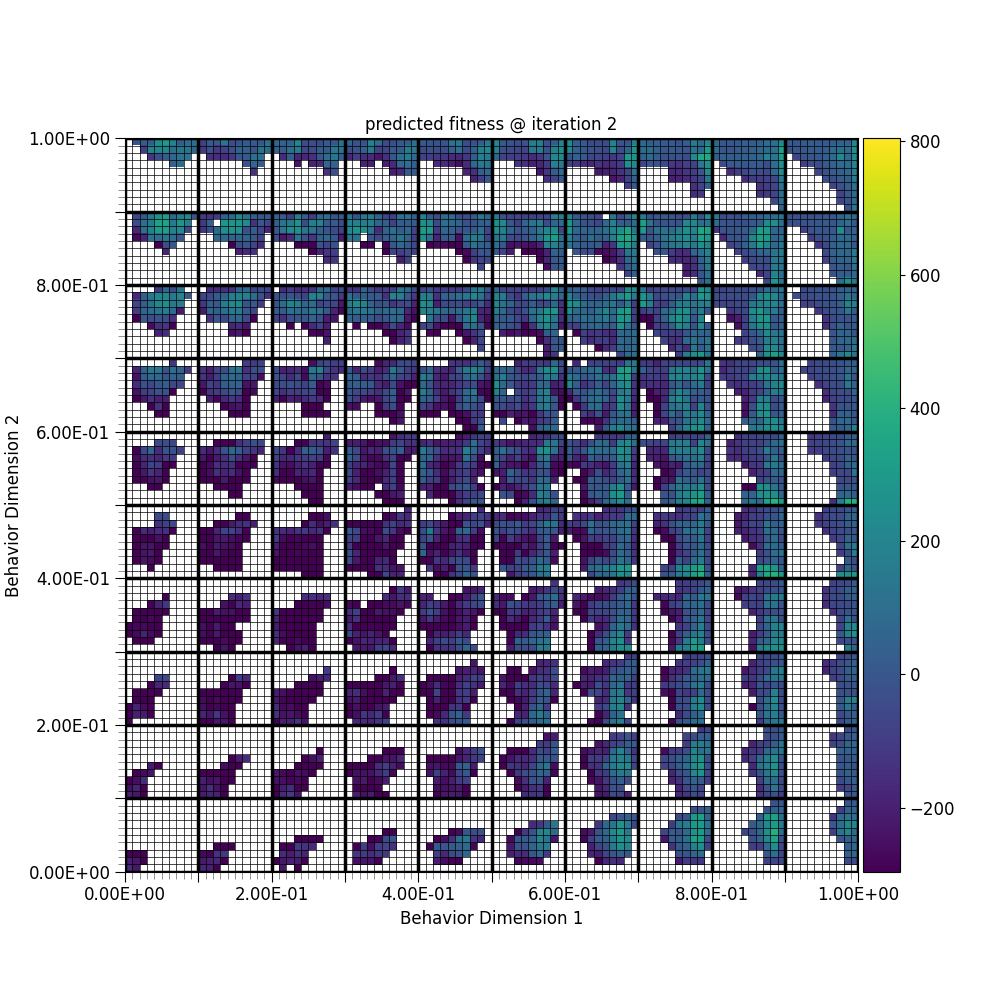 predicted fitness @ iteration 2
1.00E+00
8.00E-01
6.00E-01
4.00E-01
2.00E-01
0.00E+00
Behavior Dimension 2
0.00E+00 2.00E-01 4.00E-01 6.00E-01 8.00E-01 1.00E+00
Behavior Dimension 1
800
600
400
200
0
−200